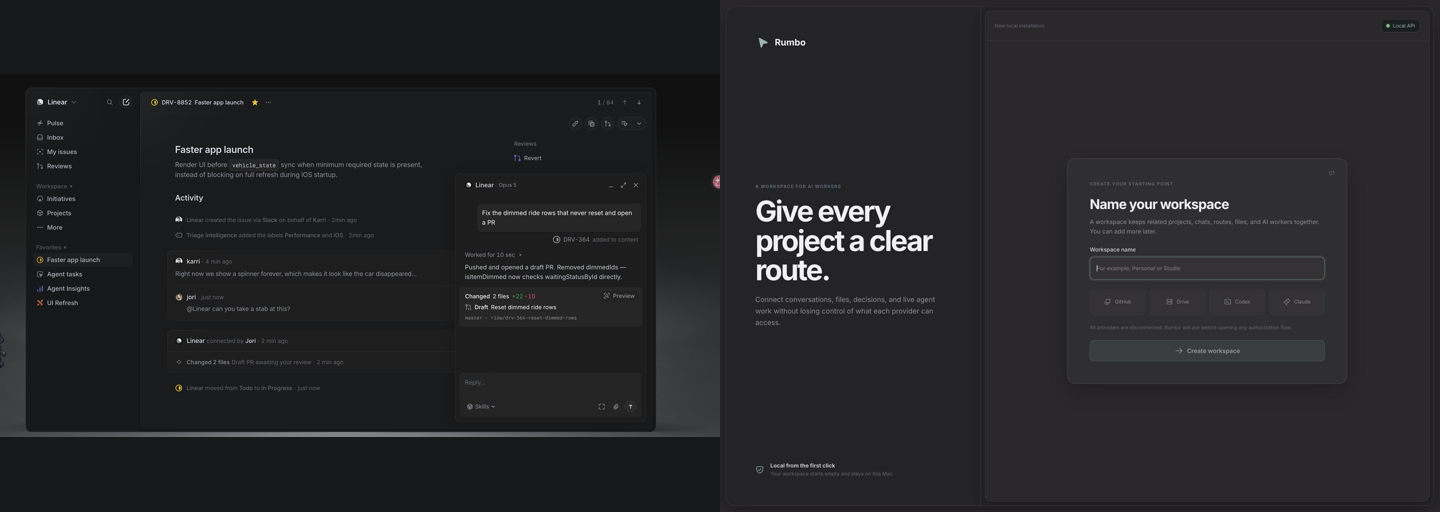 Linear
DRV-8852 Faster app launch
1 / 84
Pulse
Inbox
My issues
Reviews
Workspace
Initiatives
Projects
More
Favorites
Faster app launch
Agent tasks
Agent Insights
UI Refresh
Faster app launch
Render UI before vehicle_state sync when minimum required state is present,
instead of blocking on full refresh during iOS startup.
Activity
Linear created the issue via Slack on behalf of Karri · 2min ago
Triage Intelligence added the labels Performance and iOS · 2min ago
karri · 4 min ago
Right now we show a spinner forever, which makes it look like the car disappeared...
jori · just now
@Linear can you take a stab at this?
Linear connected by Jori · 2 min ago
Changed 2 files Draft PR awaiting your review · 2 min ago
Linear moved from Todo to In Progress · just now
Reviews
Revert
Linear Opus 5
Fix the dimmed ride rows that never reset and open
a PR
DRV-364 added to context
Worked for 10 sec
Pushed and opened a draft PR. Removed dimmedIds —
isItemDimmed now checks waitingStatusById directly.
Changed 2 files +22 -10
Preview
Draft Reset dimmed ride rows
master ← ride/drv-364-reset-dimmed-rows
Reply...
Skills
Rumbo
A WORKSPACE FOR AI WORKERS
Give every
project a clear
route.
Connect conversations, files, decisions, and live agent
work without losing control of what each provider can
access.
Local from the first click
Your workspace starts empty and stays on this Mac.
New local installation
Local API
CREATE YOUR STARTING POINT
Name your workspace
A workspace keeps related projects, chats, routes, files, and AI workers together.
You can add more later.
Workspace name
For example, Personal or Studio
GitHub
Drive
Codex
Claude
All providers are disconnected. Rumbo will ask before opening any authorization flow.
Create workspace